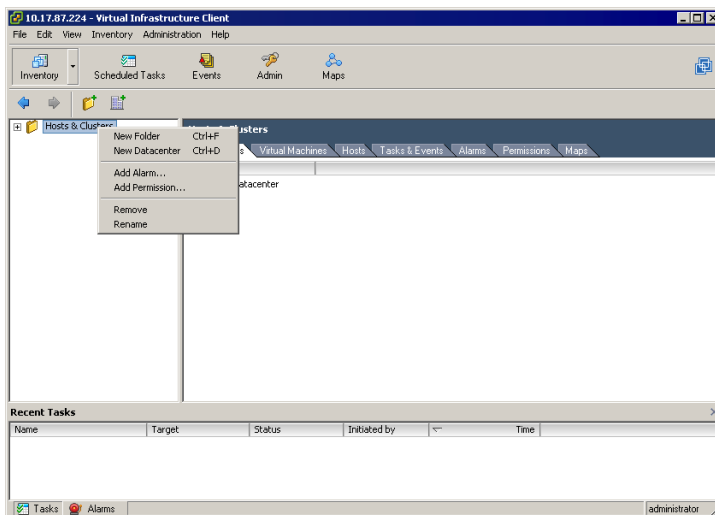 10.17.87.224 - Virtual Infrastructure Client
File Edit View Inventory Administration Help
Inventory Scheduled Tasks Events Admin Maps
Hosts & Clusters
New Folder Ctrl+F
New Datacenter Ctrl+D
Add Alarm...
Add Permission...
Remove
Rename
Virtual Machines Hosts Tasks & Events Alarms Permissions Maps
Recent Tasks
Name Target Status Initiated by Time
Tasks Alarms administrator